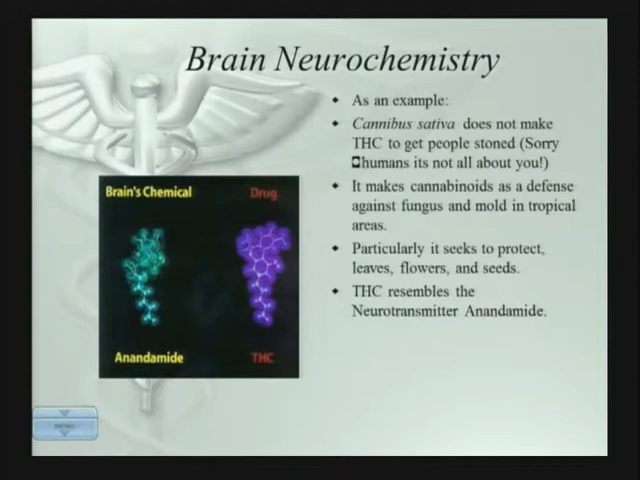 Brain Neurochemistry
As an example:
Cannibus sativa does not make
THC to get people stoned (Sorry
humans its not all about you!)
It makes cannabinoids as a defense
against fungus and mold in tropical
areas.
Particularly it seeks to protect,
leaves, flowers, and seeds.
THC resembles the
Neurotransmitter Anandamide.
Brain's Chemical
Drug
Anandamide
THC
MENU